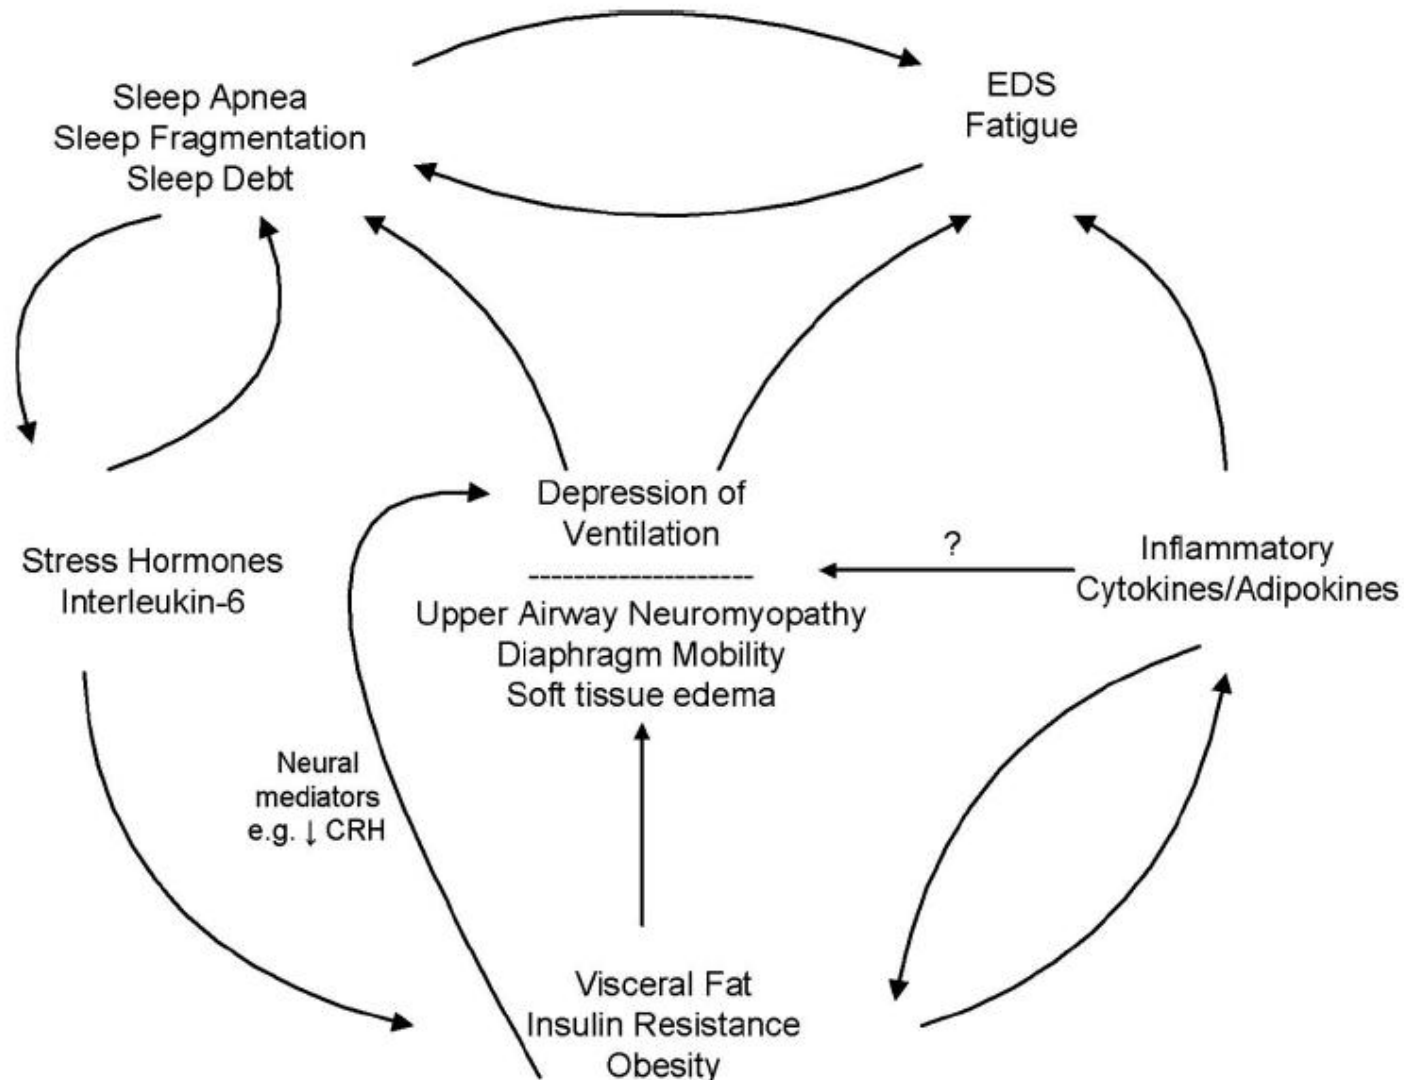 Sleep Apnea
Sleep Fragmentation
Sleep Debt
EDS
Fatigue
Depression of
Ventilation
--------------------
Upper Airway Neuromyopathy
Diaphragm Mobility
Soft tissue edema
?
Inflammatory
Cytokines/Adipokines
Stress Hormones
Interleukin-6
Neural
mediators
e.g. ↓ CRH
Visceral Fat
Insulin Resistance
Obesity